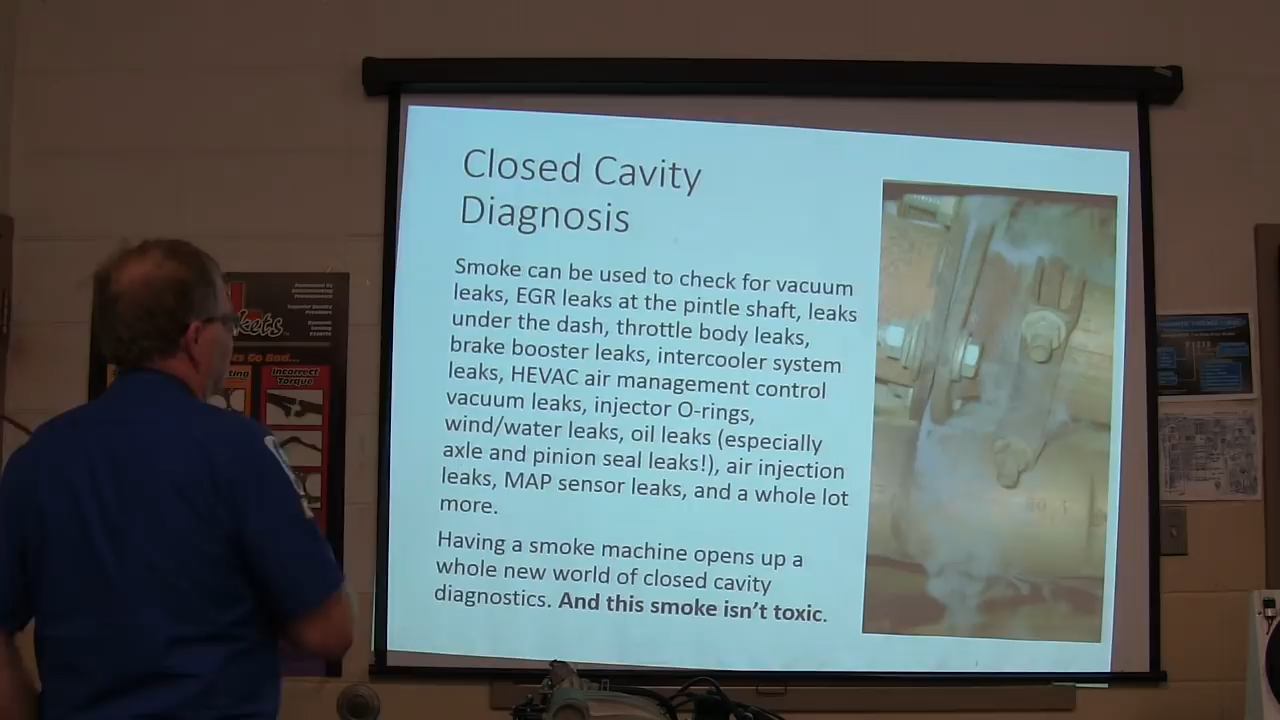 Closed Cavity
Diagnosis
Smoke can be used to check for vacuum
leaks, EGR leaks at the pintle shaft, leaks
under the dash, throttle body leaks,
brake booster leaks, intercooler system
leaks, HEVAC air management control
vacuum leaks, injector O-rings,
wind/water leaks, oil leaks (especially
axle and pinion seal leaks!), air injection
leaks, MAP sensor leaks, and a whole lot
more.
Having a smoke machine opens up a
whole new world of closed cavity
diagnostics. And this smoke isn't toxic.
ts Go Bad...
Incorrect
Torque